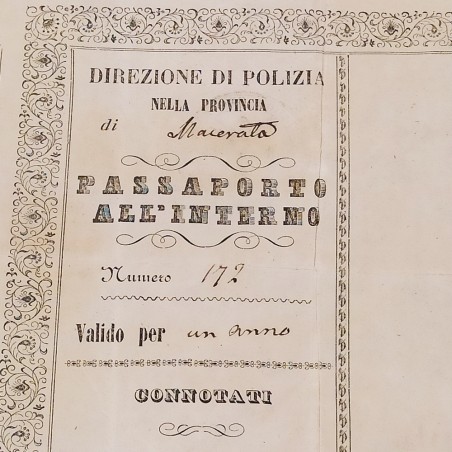 DIREZIONE DI POLIZIA
NELLA PROVINCIA
di Macerata
PASSAPORTO
ALL'INTERNO
Numero 172
Valido per un anno
CONNOTATI